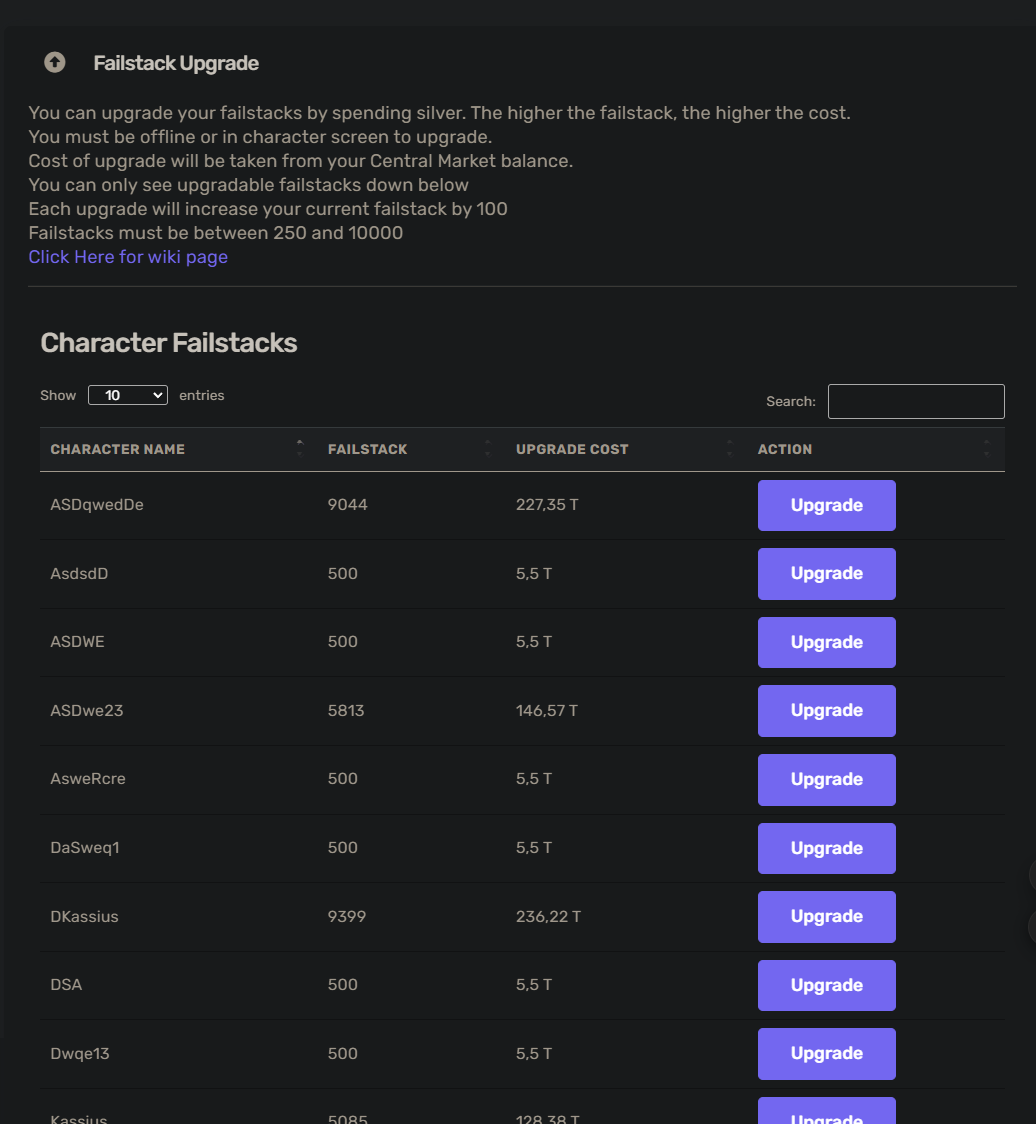 Failstack Upgrade
You can upgrade your failstacks by spending silver. The higher the failstack, the higher the cost.
You must be offline or in character screen to upgrade.
Cost of upgrade will be taken from your Central Market balance.
You can only see upgradable failstacks down below
Each upgrade will increase your current failstack by 100
Failstacks must be between 250 and 10000
Click Here for wiki page
Character Failstacks
Show 10 entries Search:
CHARACTER NAME FAILSTACK UPGRADE COST ACTION
ASDqwedDe 9044 227,35 T Upgrade
AsdsdD 500 5,5 T Upgrade
ASDWE 500 5,5 T Upgrade
ASDwe23 5813 146,57 T Upgrade
AsweRcre 500 5,5 T Upgrade
DaSweq1 500 5,5 T Upgrade
DKassius 9399 236,22 T Upgrade
DSA 500 5,5 T Upgrade
Dwqe13 500 5,5 T Upgrade
Kassius 5085 128,38 T Upgrade